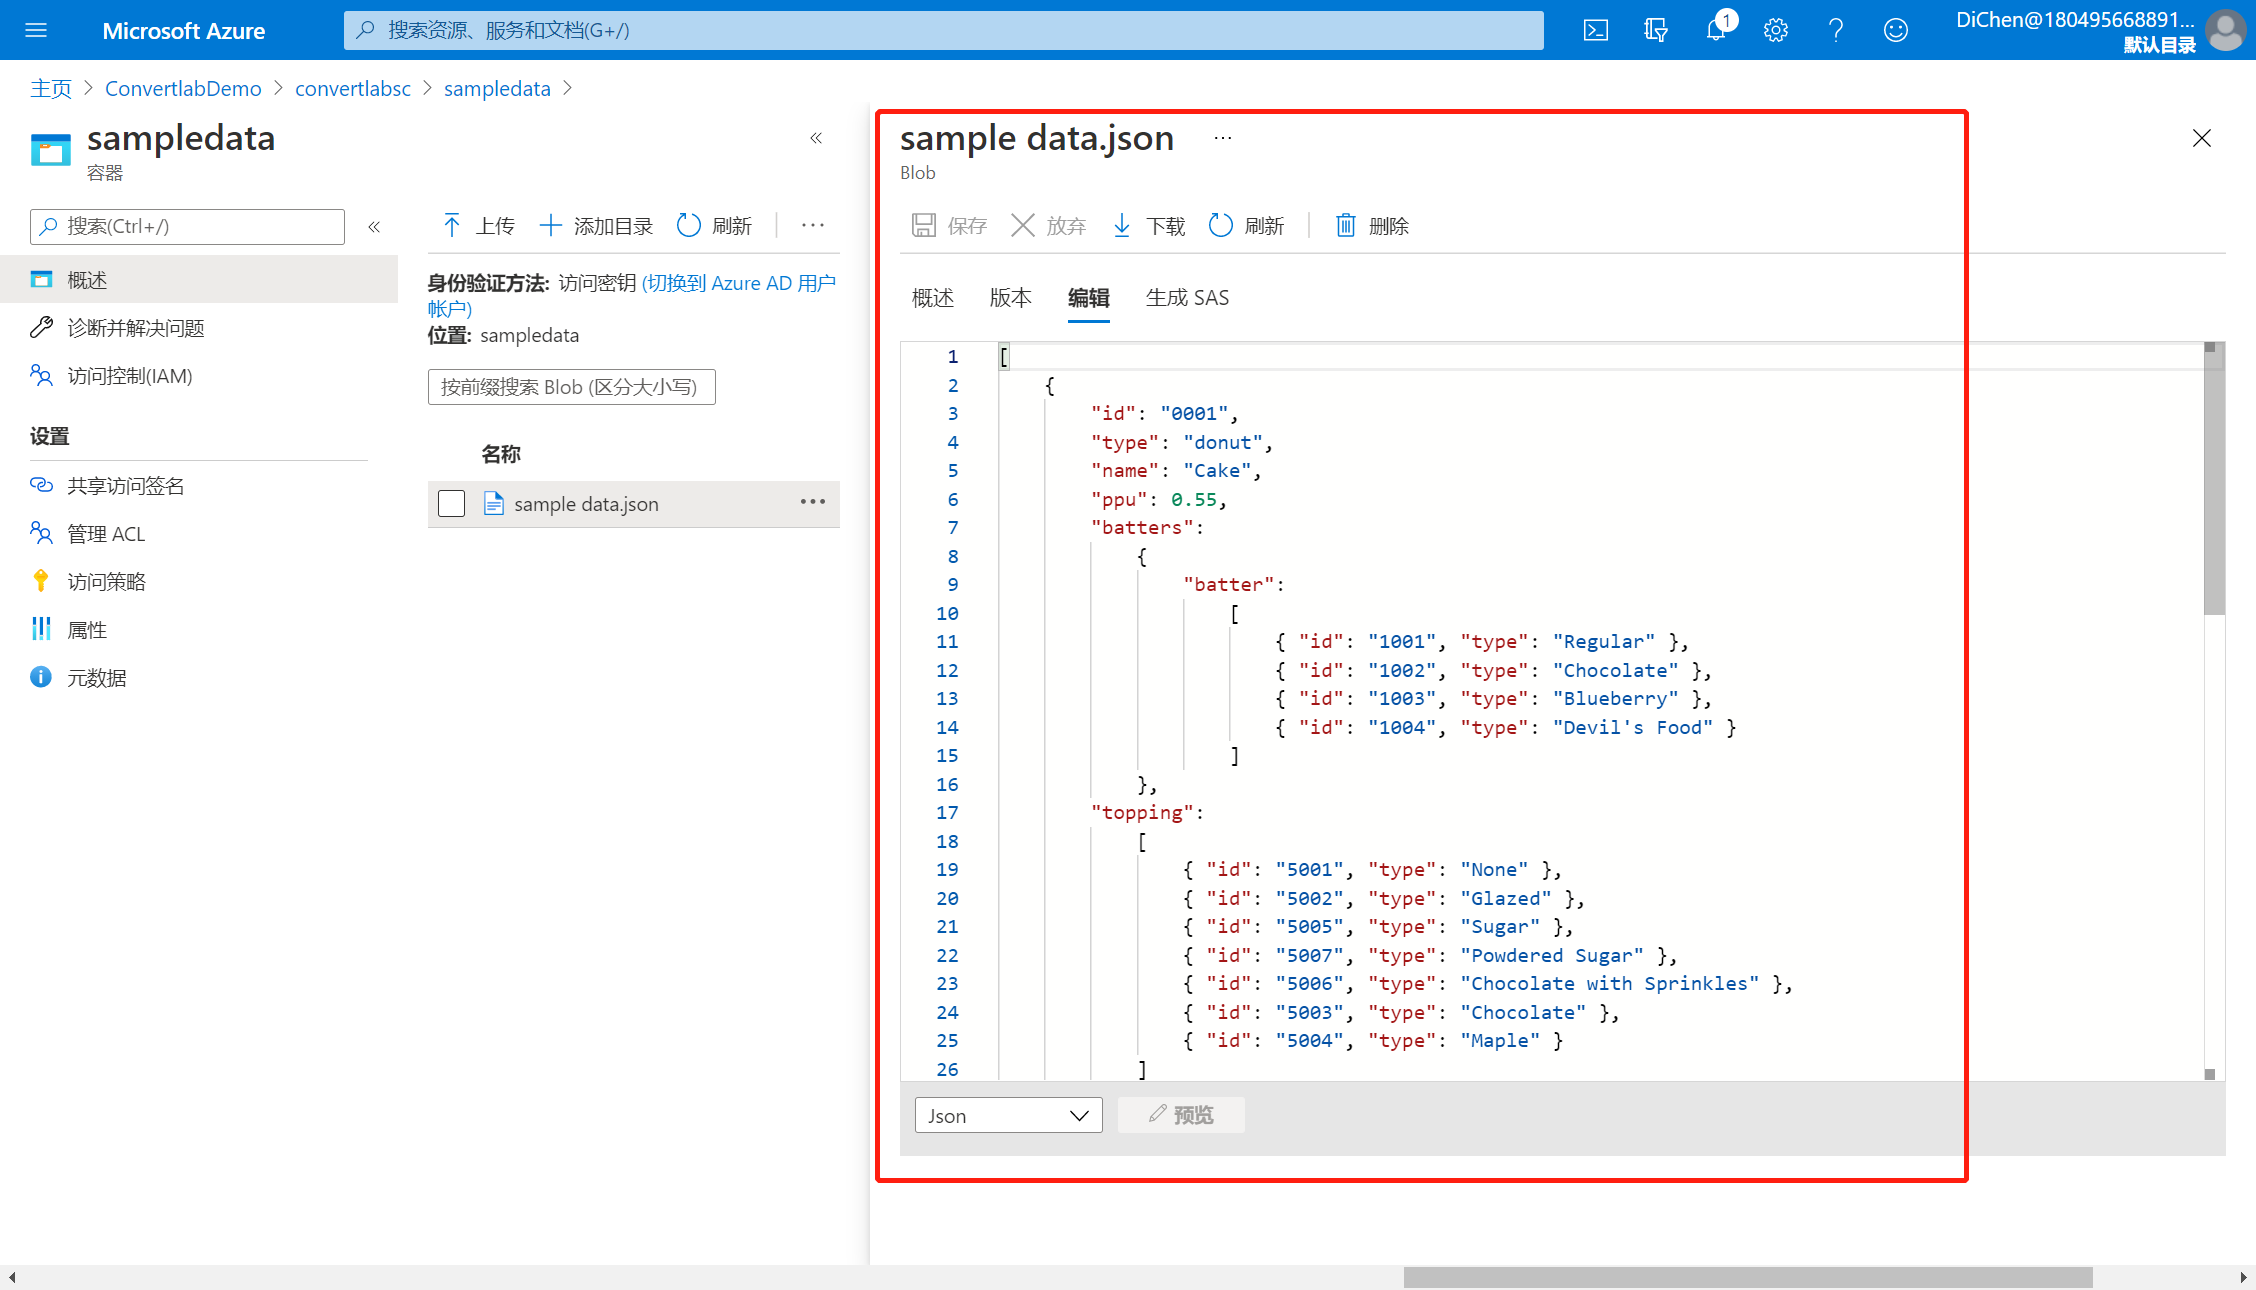 Microsoft Azure
搜索资源、服务和文档(G+/)
1
DiChen@180495668891...
默认目录
主页 > ConvertlabDemo > convertlabsc > sampledata >
sampledata
容器
搜索(Ctrl+/)
概述
诊断并解决问题
访问控制(IAM)
设置
共享访问签名
管理 ACL
访问策略
属性
元数据
上传
添加目录
刷新
身份验证方法: 访问密钥 (切换到 Azure AD 用户
帐户)
位置: sampledata
按前缀搜索 Blob (区分大小写)
名称
sample data.json
sample data.json ...
Blob
保存
放弃
下载
刷新
删除
概述
版本
编辑
生成 SAS
1 [
2 {
3 "id": "0001",
4 "type": "donut",
5 "name": "Cake",
6 "ppu": 0.55,
7 "batters":
8 {
9 "batter":
10 [
11 { "id": "1001", "type": "Regular" },
12 { "id": "1002", "type": "Chocolate" },
13 { "id": "1003", "type": "Blueberry" },
14 { "id": "1004", "type": "Devil's Food" }
15 ]
16 },
17 "topping":
18 [
19 { "id": "5001", "type": "None" },
20 { "id": "5002", "type": "Glazed" },
21 { "id": "5005", "type": "Sugar" },
22 { "id": "5007", "type": "Powdered Sugar" },
23 { "id": "5006", "type": "Chocolate with Sprinkles" },
24 { "id": "5003", "type": "Chocolate" },
25 { "id": "5004", "type": "Maple" }
26 ]
Json
预览